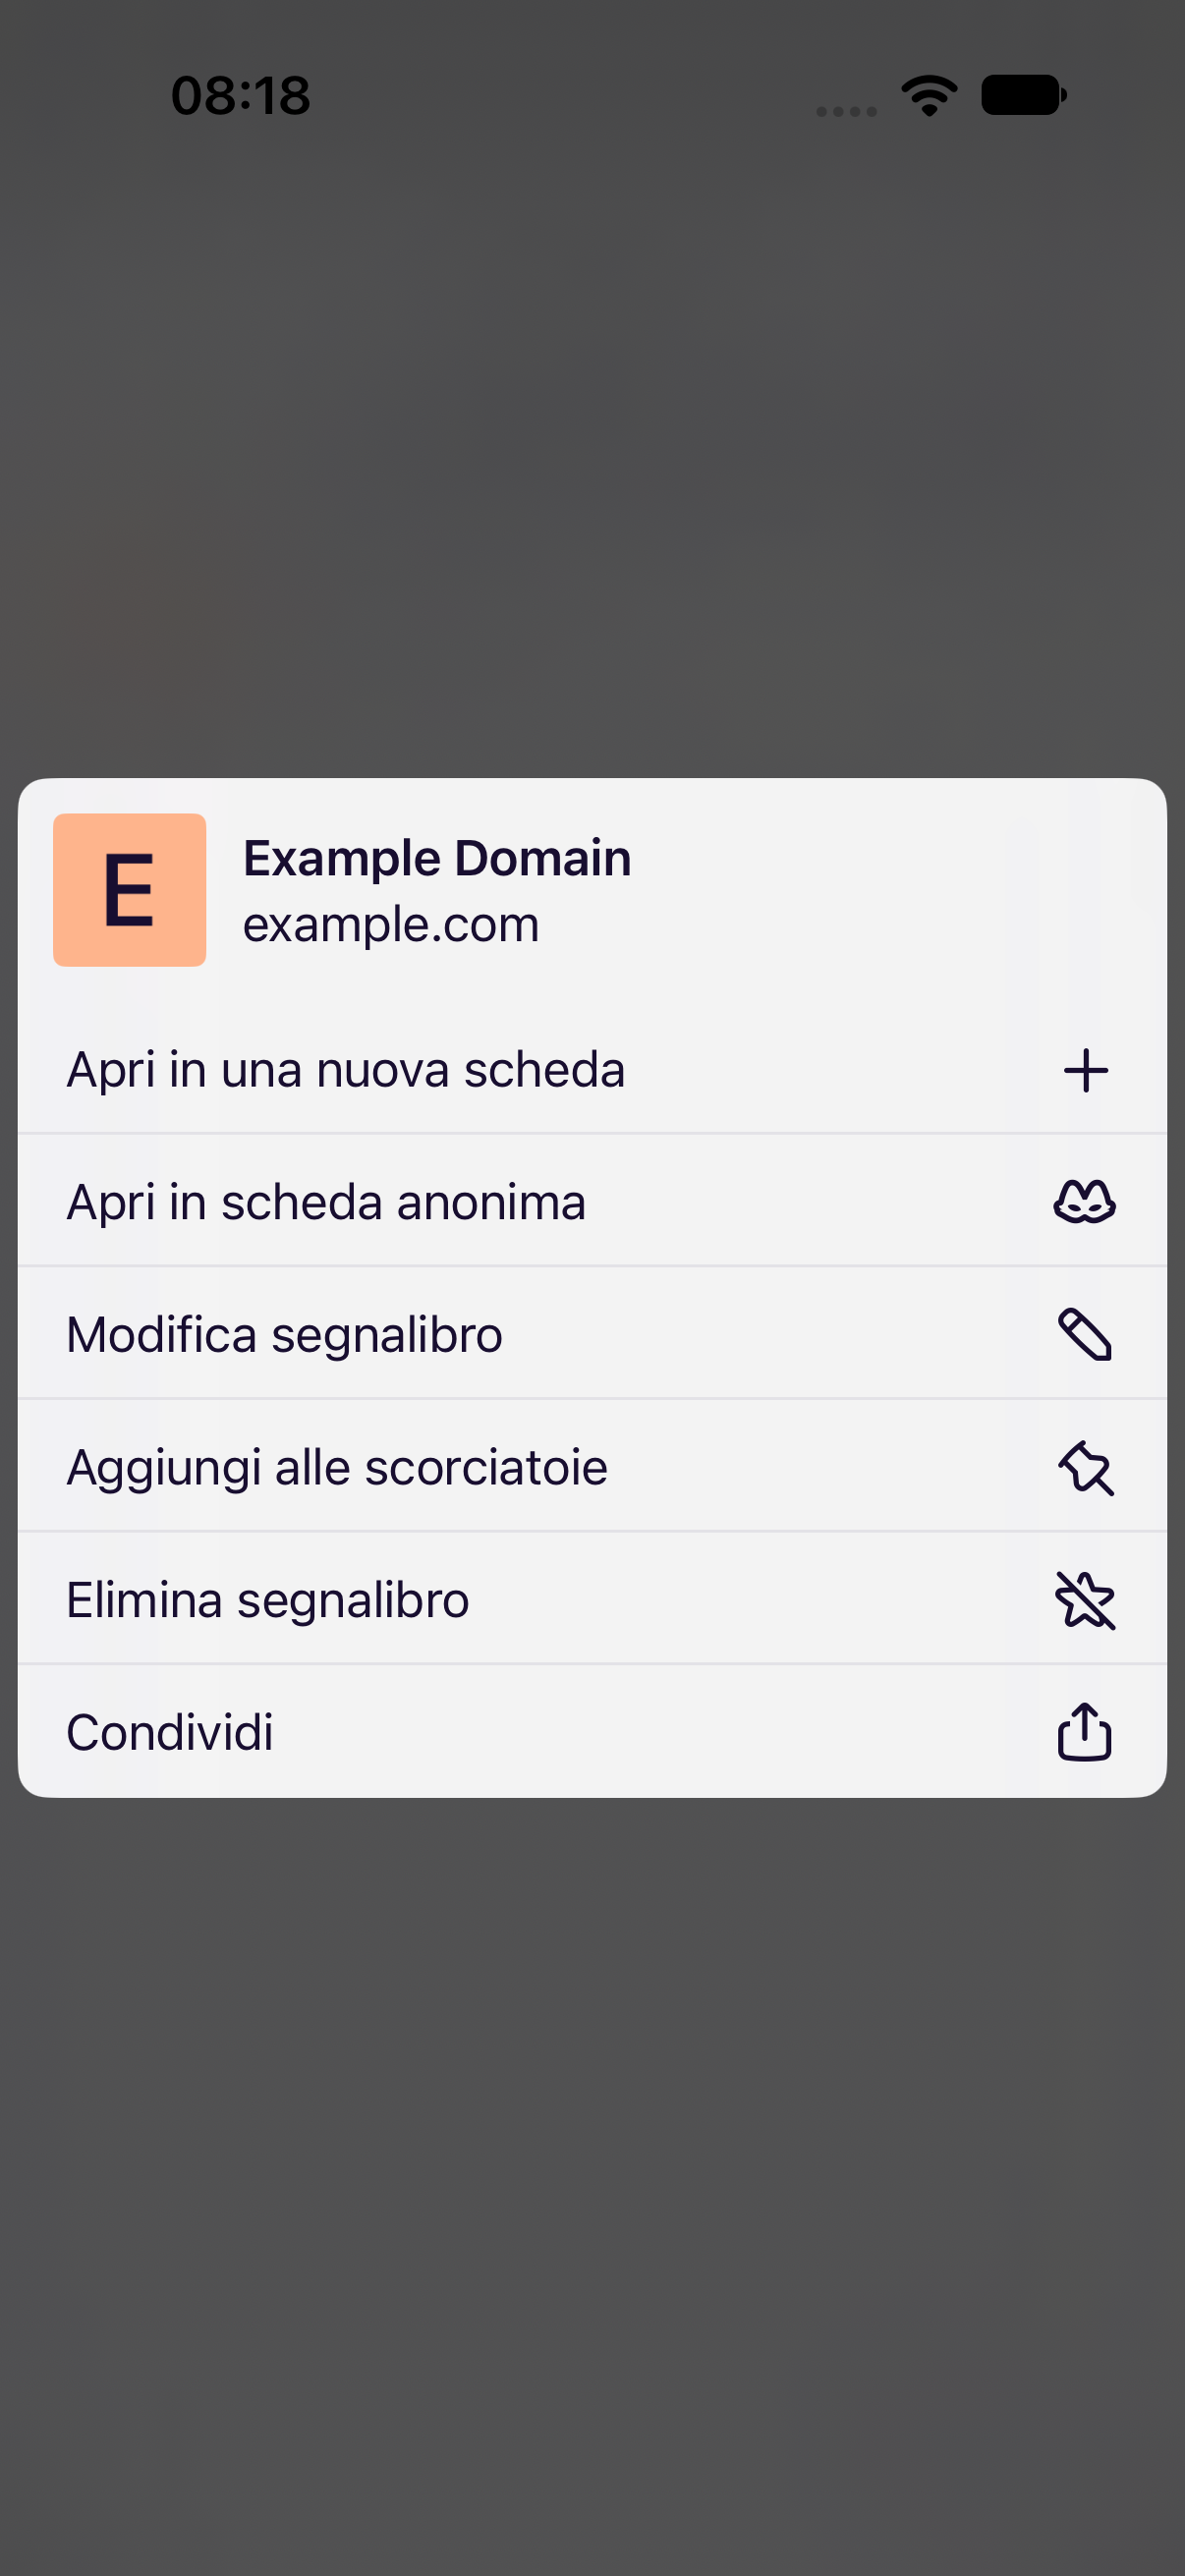 08:18
E
Example Domain
example.com
Apri in una nuova scheda
Apri in scheda anonima
Modifica segnalibro
Aggiungi alle scorciatoie
Elimina segnalibro
Condividi